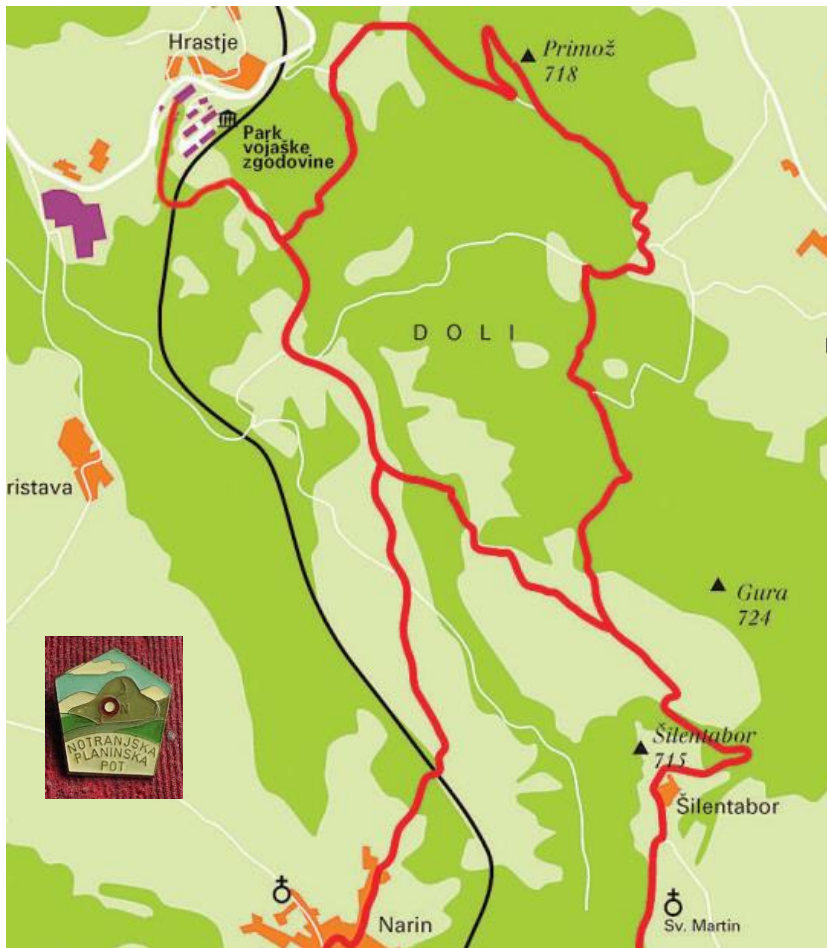 Hrastje
Primož
718
Park
vojaške
zgodovine
DOLI
ristava
Gura
724
NOTRANJSKA
PLANINSKA
POT
Šilentabor
715
Šilentabor
Narin
Sv. Martin